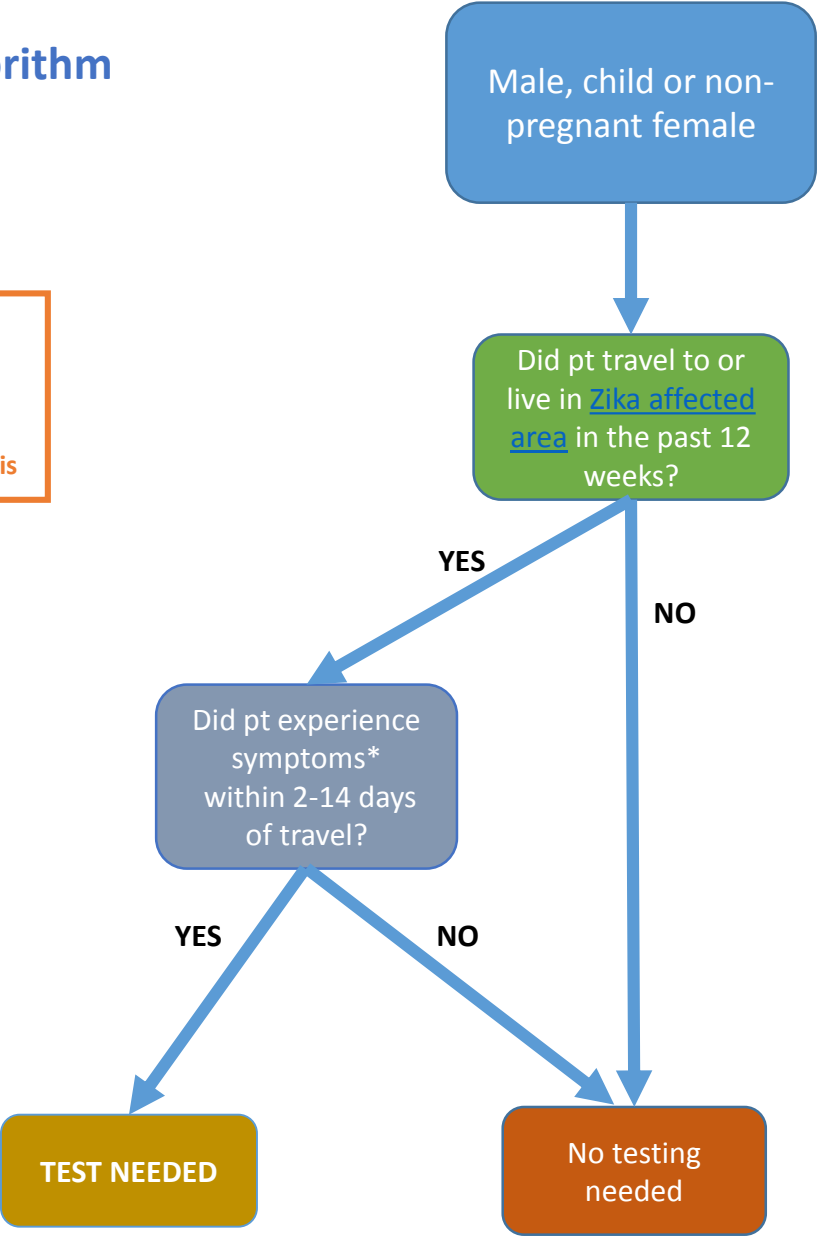 orithm
Male, child or non-
pregnant female
is
Did pt travel to or
live in Zika affected
area in the past 12
weeks?
YES
NO
Did pt experience
symptoms*
within 2-14 days
of travel?
YES
NO
TEST NEEDED
No testing
needed